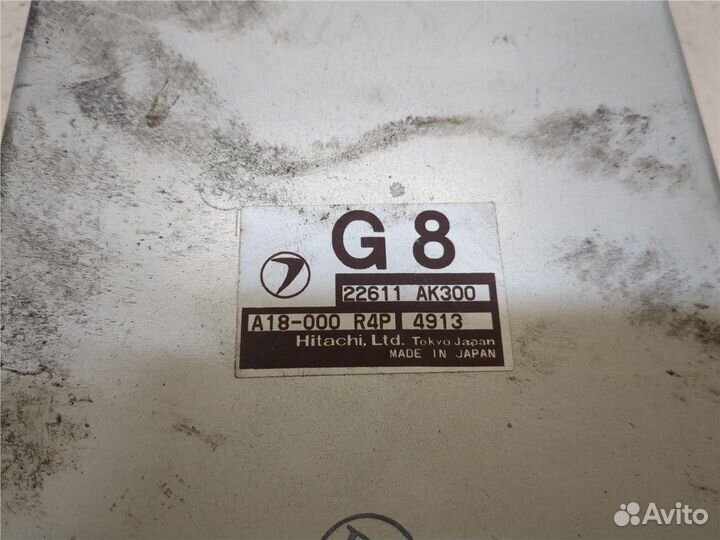 G 8
22611 AK300
A18-000 R4P 4913
Hitachi, Ltd. Tokyo Japan
MADE IN JAPAN
Avito